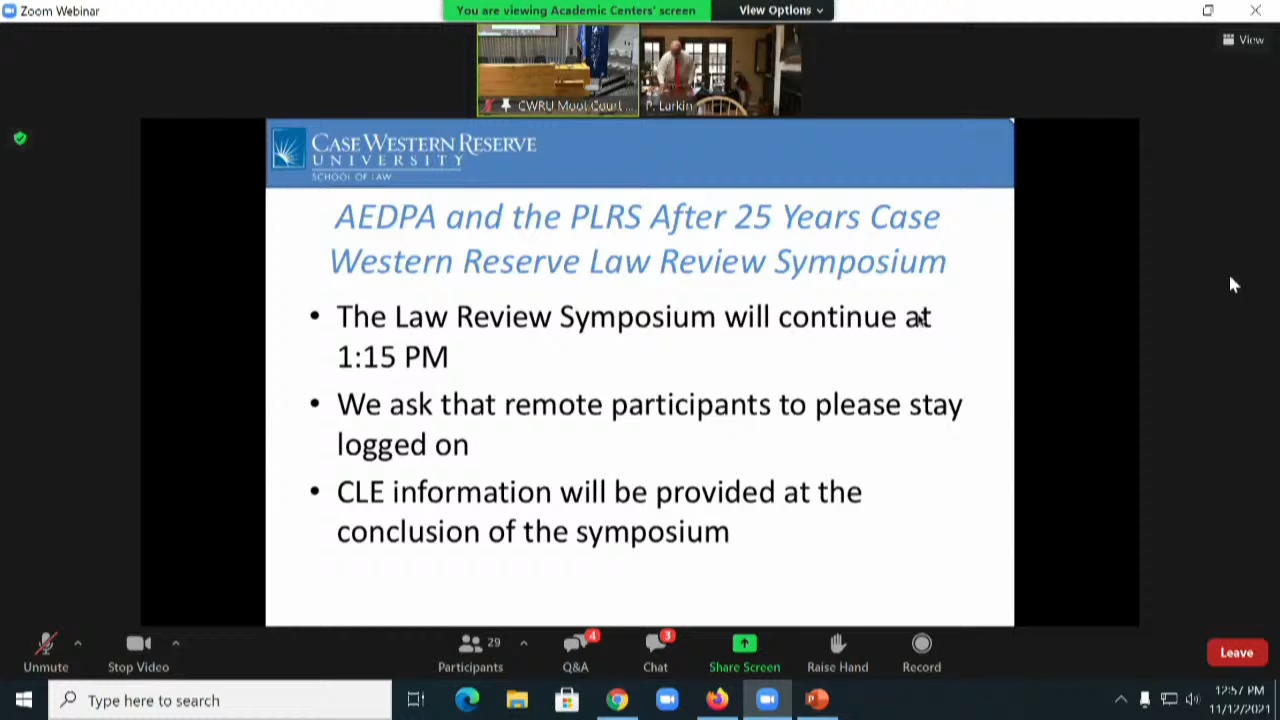 Zoom Webinar
You are viewing Academic Centers' screen
View Options
View
CWRU Moot Court ...
P. Larkin
CASE WESTERN RESERVE
UNIVERSITY
SCHOOL OF LAW
AEDPA and the PLRS After 25 Years Case
Western Reserve Law Review Symposium
• The Law Review Symposium will continue at
1:15 PM
• We ask that remote participants to please stay
logged on
• CLE information will be provided at the
conclusion of the symposium
29
4
3
Unmute
Stop Video
Participants
Q&A
Chat
Share Screen
Raise Hand
Record
Leave
Type here to search
12:57 PM
11/12/2021